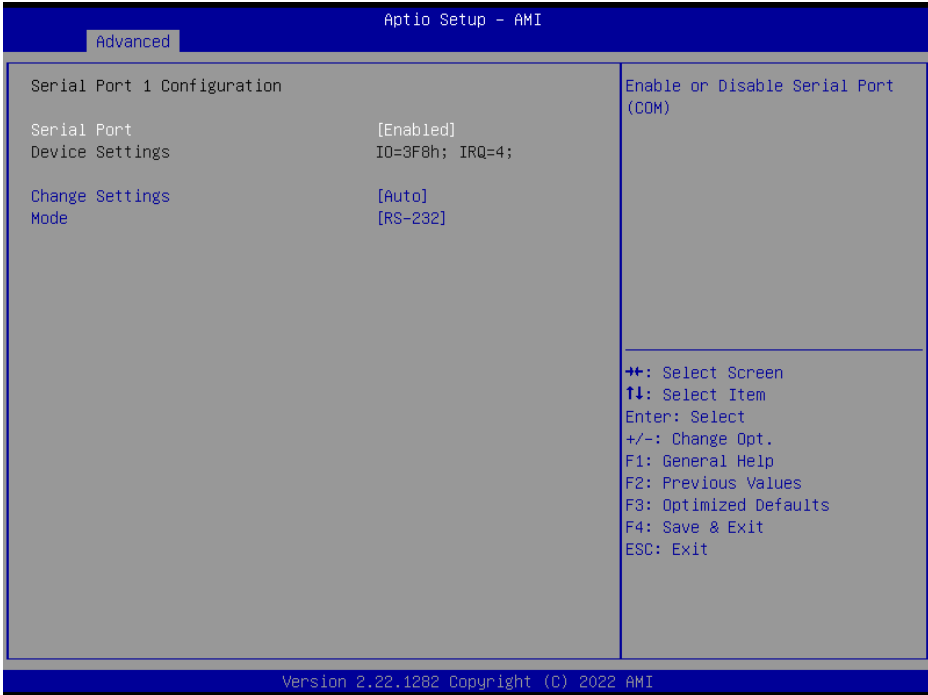 Aptio Setup – AMI
Advanced
Serial Port 1 Configuration
Serial Port [Enabled]
Device Settings IO=3F8h; IRQ=4;
Change Settings [Auto]
Mode [RS-232]
Enable or Disable Serial Port
(COM)
→←: Select Screen
↑↓: Select Item
Enter: Select
+/-: Change Opt.
F1: General Help
F2: Previous Values
F3: Optimized Defaults
F4: Save & Exit
ESC: Exit
Version 2.22.1282 Copyright (C) 2022 AMI